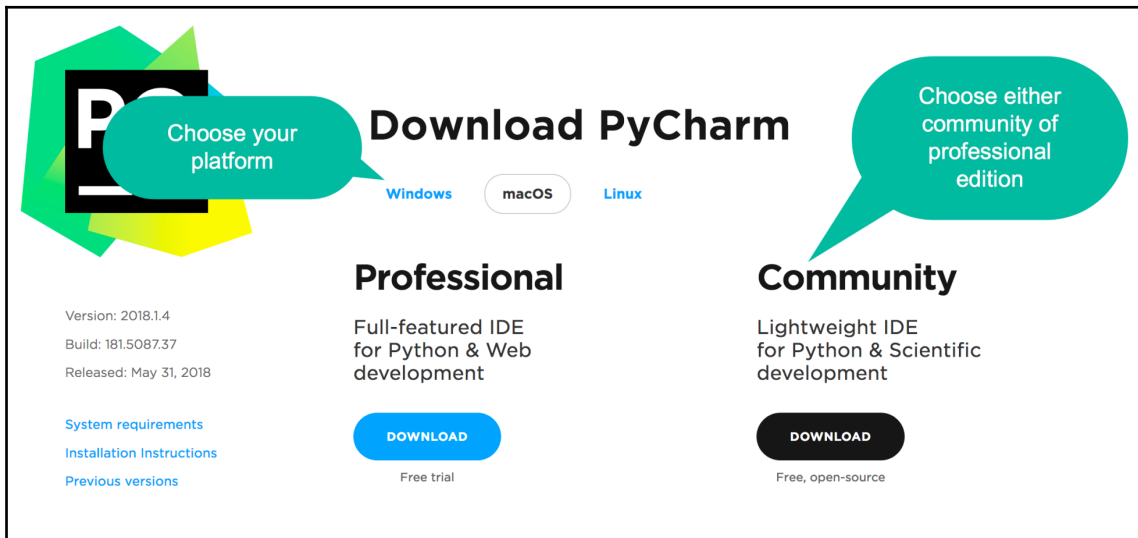 PC
Choose your
platform
Download PyCharm
Choose either
community of
professional
edition
Windows
macOS
Linux
Professional
Community
Version: 2018.1.4
Build: 181.5087.37
Released: May 31, 2018
Full-featured IDE
for Python & Web
development
Lightweight IDE
for Python & Scientific
development
System requirements
Installation Instructions
Previous versions
DOWNLOAD
Free trial
DOWNLOAD
Free, open-source